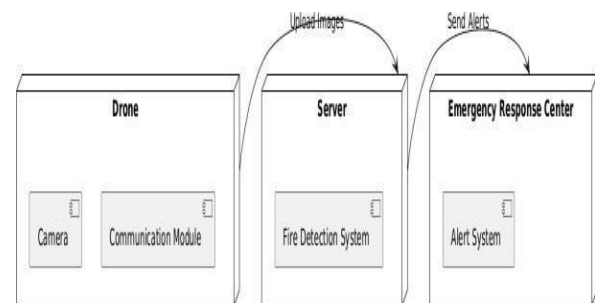 Upload Images
Send Alerts
Drone
Server
Emergency Response Center
Camera
Communication Module
Fire Detection System
Alert System